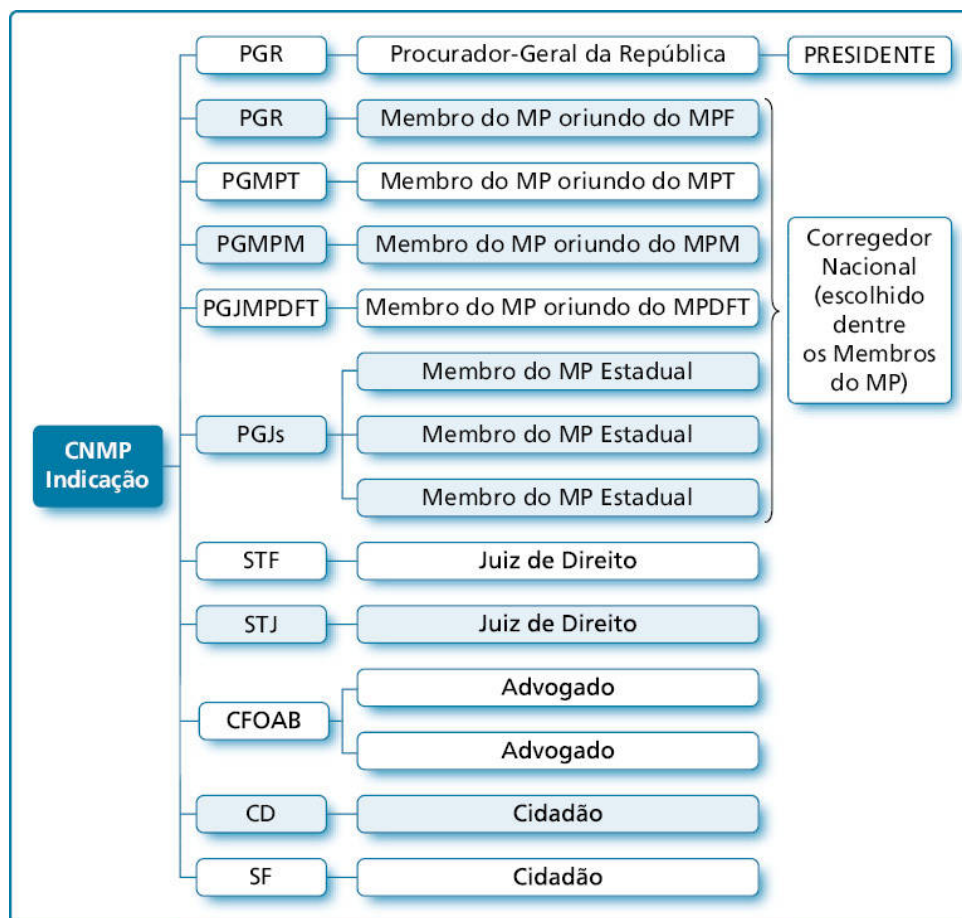 PGR
Procurador-Geral da República
PRESIDENTE
PGR
Membro do MP oriundo do MPF
PGMPT
Membro do MP oriundo do MPT
PGMPM
Membro do MP oriundo do MPM
PGJMPDFT
Membro do MP oriundo do MPDFT
Corregedor
Nacional
(escolhido
dentre
os Membros
do MP)
CNMP
Indicação
PGJs
Membro do MP Estadual
Membro do MP Estadual
Membro do MP Estadual
STF
Juiz de Direito
STJ
Juiz de Direito
CFOAB
Advogado
Advogado
CD
Cidadão
SF
Cidadão